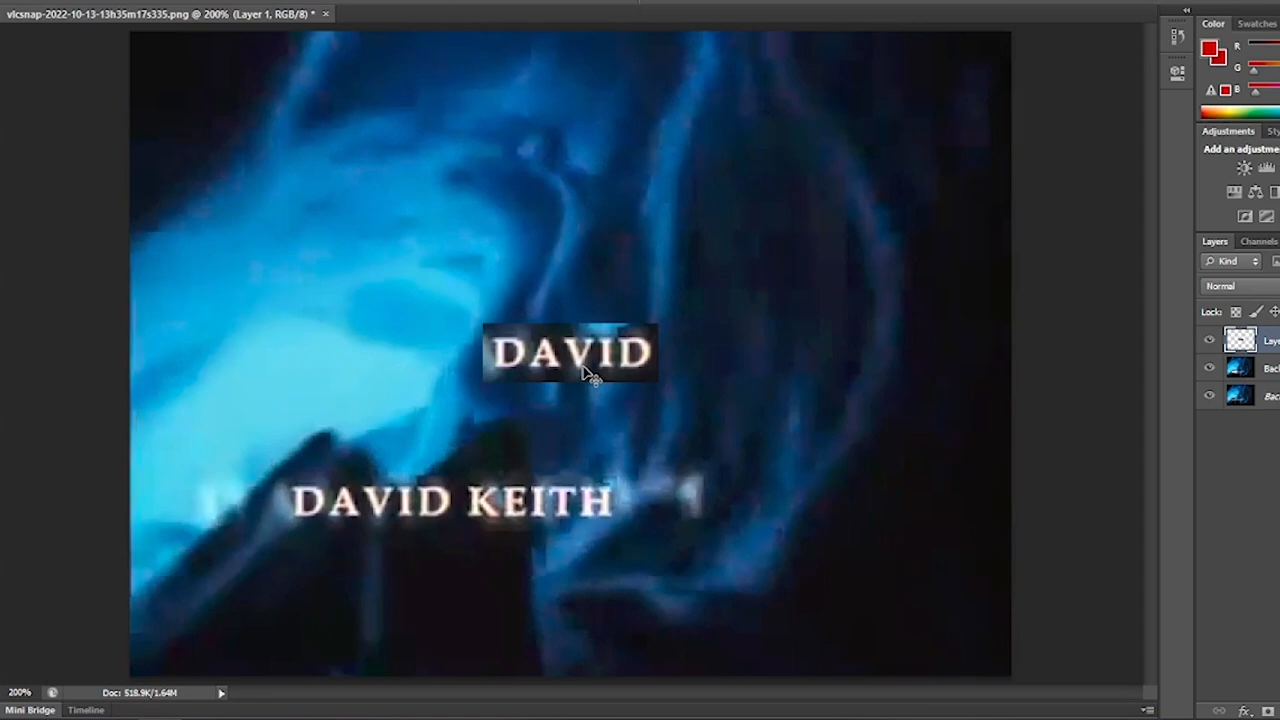 vlcsnap-2022-10-13-13h35m17s335.png @ 200% (Layer 1, RGB/8) * ×
Color Swatches
R
G
B
Adjustments
Add an adjustme
Layers Channels
Kind
Normal
Lock:
DAVID
DAVID KEITH
200% Doc: 518.9K/1.64M
Mini Bridge Timeline
fx